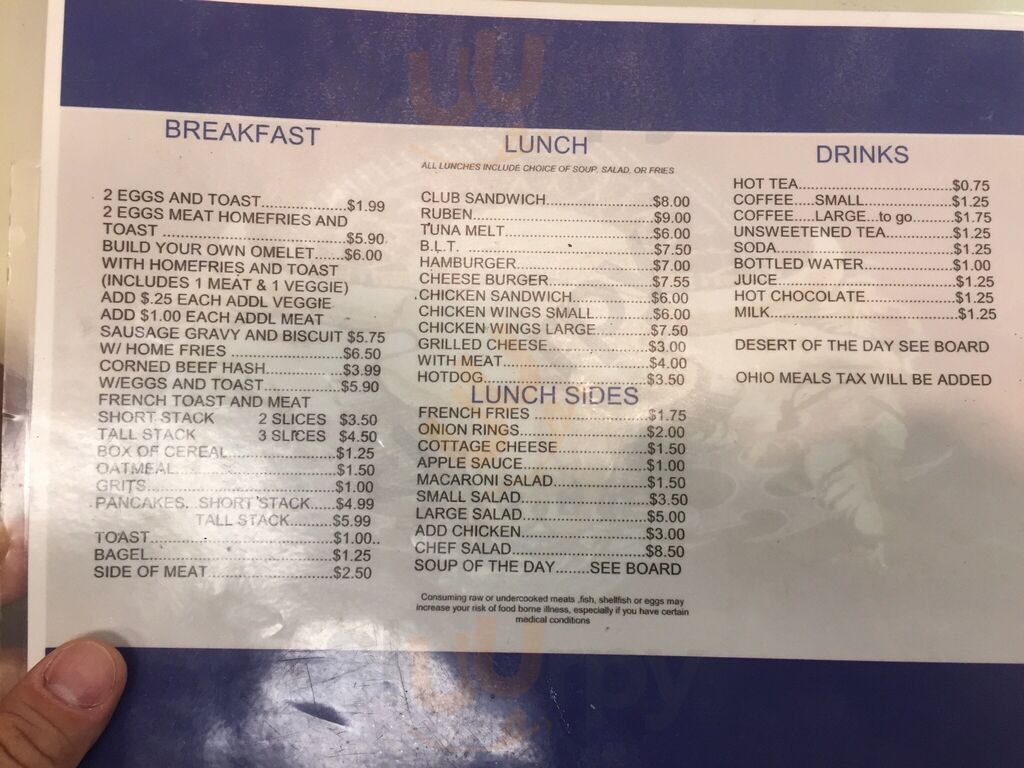 BREAKFAST
2 EGGS AND TOAST..............$1.99
2 EGGS MEAT HOMEFRIES AND
TOAST ...............................$5.90
BUILD YOUR OWN OMELET......$6.00
WITH HOMEFRIES AND TOAST
(INCLUDES 1 MEAT & 1 VEGGIE)
ADD $.25 EACH ADDL VEGGIE
ADD $1.00 EACH ADDL MEAT
SAUSAGE GRAVY AND BISCUIT $5.75
W/ HOME FRIES ...................$6.50
CORNED BEEF HASH..............$3.99
W/EGGS AND TOAST..............$5.90
FRENCH TOAST AND MEAT
SHORT STACK 2 SLICES $3.50
TALL STACK 3 SLICES $4.50
BOX OF CEREAL...................$1.25
OATMEAL...........................$1.50
GRITS................................$1.00
PANCAKES...SHORT STACK.....$4.99
TALL STACK........$5.99
TOAST................................$1.00..
BAGEL................................$1.25
SIDE OF MEAT.....................$2.50
LUNCH
ALL LUNCHES INCLUDE CHOICE OF SOUP, SALAD, OR FRIES
CLUB SANDWICH...................$8.00
RUBEN................................$9.00
TUNA MELT..........................$6.00
B.L.T. ................................$7.50
HAMBURGER........................$7.00
CHEESE BURGER...................$7.55
CHICKEN SANDWICH..............$6.00
CHICKEN WINGS SMALL..........$6.00
CHICKEN WINGS LARGE..........$7.50
GRILLED CHEESE...................$3.00
WITH MEAT..........................$4.00
HOTDOG..............................$3.50
LUNCH SIDES
FRENCH FRIES .....................$1.75
ONION RINGS.......................$2.00
COTTAGE CHEESE.................$1.50
APPLE SAUCE.......................$1.00
MACARONI SALAD.................$1.50
SMALL SALAD.......................$3.50
LARGE SALAD.......................$5.00
ADD CHICKEN.......................$3.00
CHEF SALAD.........................$8.50
SOUP OF THE DAY........SEE BOARD
Consuming raw or undercooked meats ,fish, shellfish or eggs may
increase your risk of food borne illness, especially if you have certain
medical conditions
DRINKS
HOT TEA..............................$0.75
COFFEE.....SMALL................$1.25
COFFEE.....LARGE...to go........$1.75
UNSWEETENED TEA..............$1.25
SODA..................................$1.25
BOTTLED WATER..................$1.00
JUICE..................................$1.25
HOT CHOCOLATE..................$1.25
MILK...................................$1.25
DESERT OF THE DAY SEE BOARD
OHIO MEALS TAX WILL BE ADDED